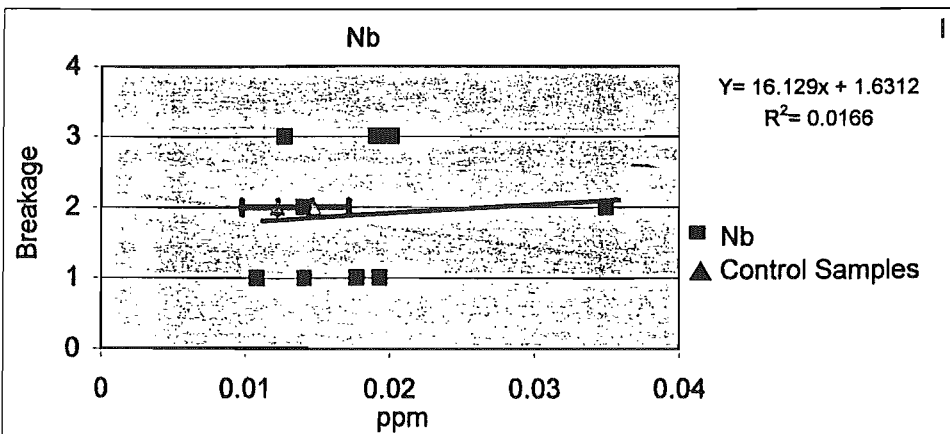 Nb
Y= 16.129x + 1.6312
R²= 0.0166
Breakage
4
3
2
1
0
0 0.01 0.02 0.03 0.04
ppm
Nb
Control Samples